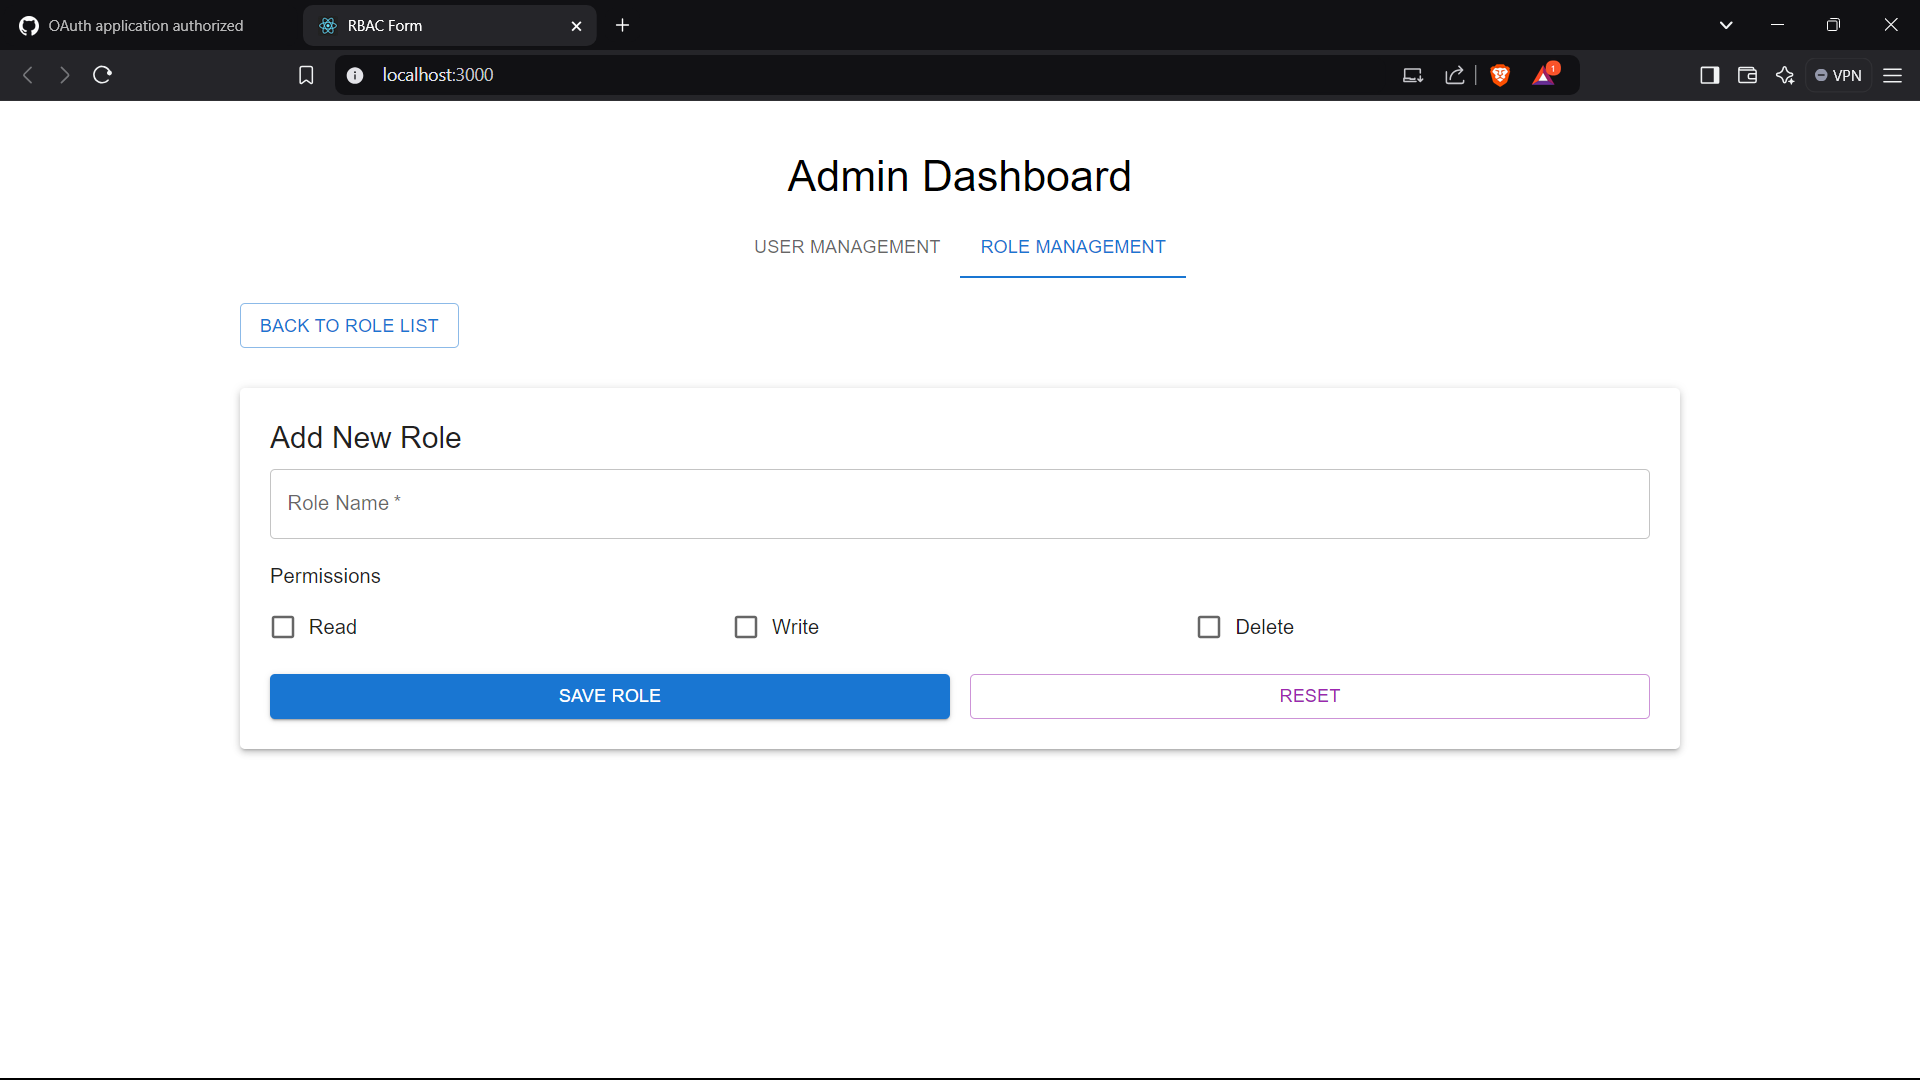 OAuth application authorized
RBAC Form
localhost:3000
1
VPN
Admin Dashboard
USER MANAGEMENT
ROLE MANAGEMENT
BACK TO ROLE LIST
Add New Role
Role Name *
Permissions
Read
Write
Delete
SAVE ROLE
RESET